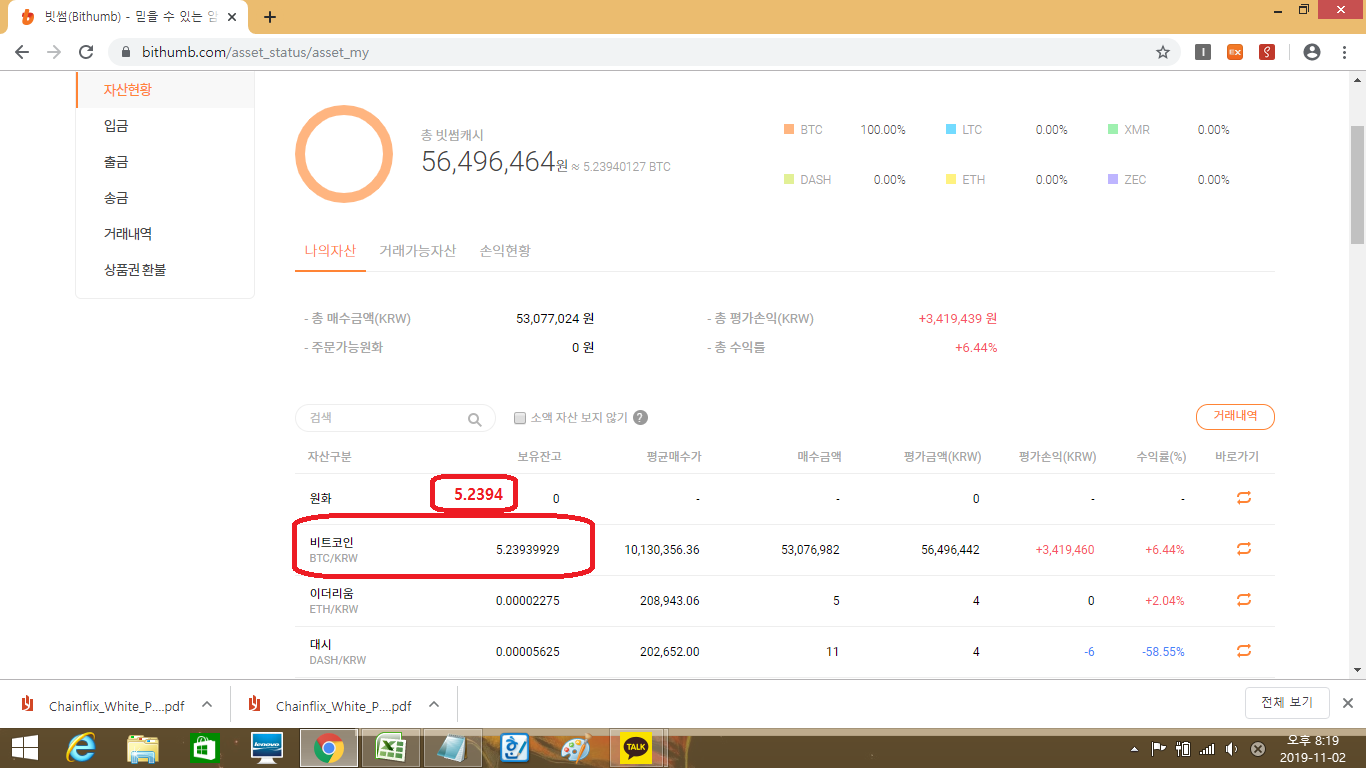 빗썸(Bithumb) - 믿을 수 있는 암
bithumb.com/asset_status/asset_my
자산현황
입금
출금
송금
거래내역
상품권 환불
총 빗썸캐시
56,496,464원 ≈ 5.23940127 BTC
BTC 100.00% LTC 0.00% XMR 0.00%
DASH 0.00% ETH 0.00% ZEC 0.00%
나의자산 거래가능자산 손익현황
- 총 매수금액(KRW) 53,077,024 원 - 총 평가손익(KRW) +3,419,439 원
- 주문가능원화 0 원 - 총 수익률 +6.44%
검색 소액 자산 보지 않기 ? 거래내역
자산구분 보유잔고 평균매수가 매수금액 평가금액(KRW) 평가손익(KRW) 수익률(%) 바로가기
원화 5.2394 0 - - 0 - -
비트코인
BTC/KRW 5.23939929 10,130,356.36 53,076,982 56,496,442 +3,419,460 +6.44%
이더리움
ETH/KRW 0.00002275 208,943.06 5 4 0 +2.04%
대시
DASH/KRW 0.00005625 202,652.00 11 4 -6 -58.55%
Chainflix_White_P....pdf Chainflix_White_P....pdf 전체 보기
lenovo TALK 오후 8:19
2019-11-02